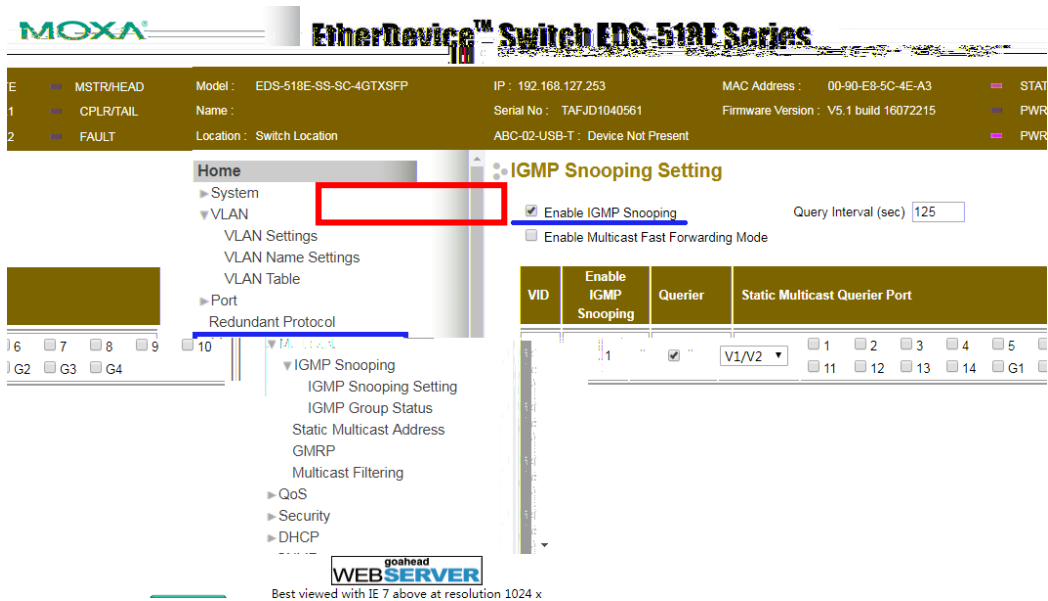 MOXA
EtherDevice™ Switch EDS-518E Series
MSTR/HEAD
CPLR/TAIL
FAULT
Model : EDS-518E-SS-SC-4GTXSFP
Name :
Location : Switch Location
IP : 192.168.127.253
Serial No : TAFJD1040561
ABC-02-USB-T : Device Not Present
MAC Address : 00-90-E8-5C-4E-A3
Firmware Version : V5.1 build 16072215
STAT
PWR
PWR
Home
System
VLAN
VLAN Settings
VLAN Name Settings
VLAN Table
Port
Redundant Protocol
IGMP Snooping
IGMP Snooping Setting
IGMP Group Status
Static Multicast Address
GMRP
Multicast Filtering
QoS
Security
DHCP
IGMP Snooping Setting
Enable IGMP Snooping
Query Interval (sec) 125
Enable Multicast Fast Forwarding Mode
VID
Enable IGMP Snooping
Querier
Static Multicast Querier Port
1
V1/V2
1 2 3 4 5
11 12 13 14 G1
6 7 8 9 10
G2 G3 G4
goahead
WEBSERVER
Best viewed with IE 7 above at resolution 1024 x